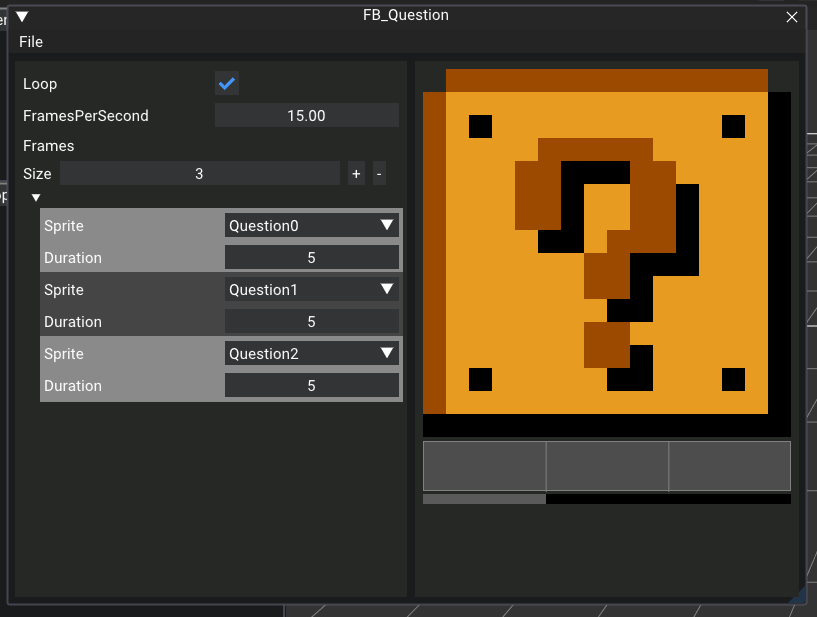 FB_Question
File
Loop
FramesPerSecond 15.00
Frames
Size 3 + -
Sprite Question0
Duration 5
Sprite Question1
Duration 5
Sprite Question2
Duration 5
?